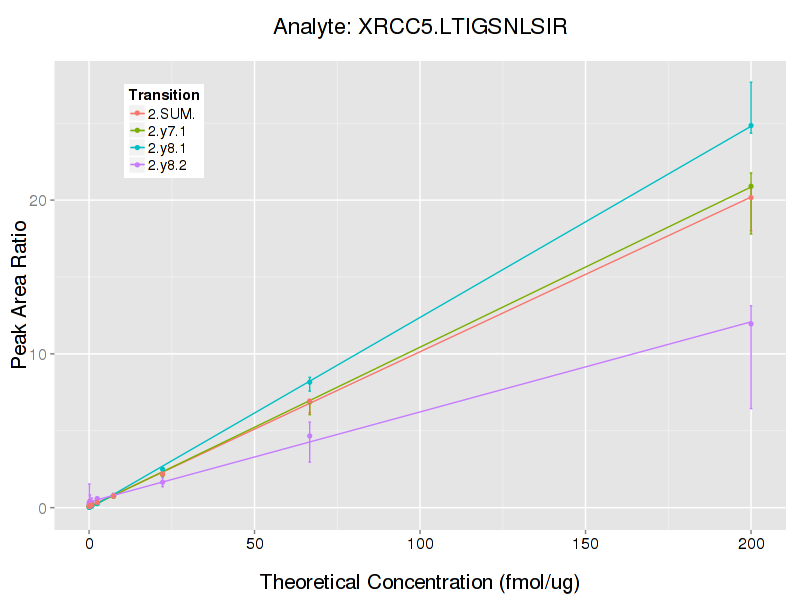 Analyte: XRCC5.LTIGSNLSIR
Transition
2.SUM.
2.y7.1
2.y8.1
2.y8.2
Peak Area Ratio
20
10
0
0 50 100 150 200
Theoretical Concentration (fmol/ug)